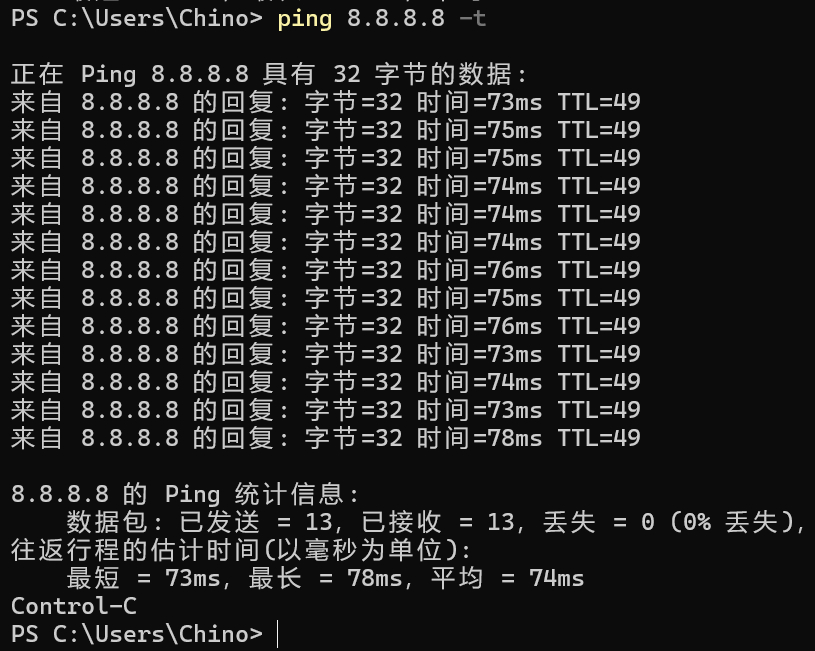 PS C:\Users\Chino> ping 8.8.8.8 -t
正在 Ping 8.8.8.8 具有 32 字节的数据:
来自 8.8.8.8 的回复: 字节=32 时间=73ms TTL=49
来自 8.8.8.8 的回复: 字节=32 时间=75ms TTL=49
来自 8.8.8.8 的回复: 字节=32 时间=75ms TTL=49
来自 8.8.8.8 的回复: 字节=32 时间=74ms TTL=49
来自 8.8.8.8 的回复: 字节=32 时间=74ms TTL=49
来自 8.8.8.8 的回复: 字节=32 时间=74ms TTL=49
来自 8.8.8.8 的回复: 字节=32 时间=76ms TTL=49
来自 8.8.8.8 的回复: 字节=32 时间=75ms TTL=49
来自 8.8.8.8 的回复: 字节=32 时间=76ms TTL=49
来自 8.8.8.8 的回复: 字节=32 时间=73ms TTL=49
来自 8.8.8.8 的回复: 字节=32 时间=74ms TTL=49
来自 8.8.8.8 的回复: 字节=32 时间=73ms TTL=49
来自 8.8.8.8 的回复: 字节=32 时间=78ms TTL=49
8.8.8.8 的 Ping 统计信息:
数据包: 已发送 = 13, 已接收 = 13, 丢失 = 0 (0% 丢失),
往返行程的估计时间(以毫秒为单位):
最短 = 73ms, 最长 = 78ms, 平均 = 74ms
Control-C
PS C:\Users\Chino>